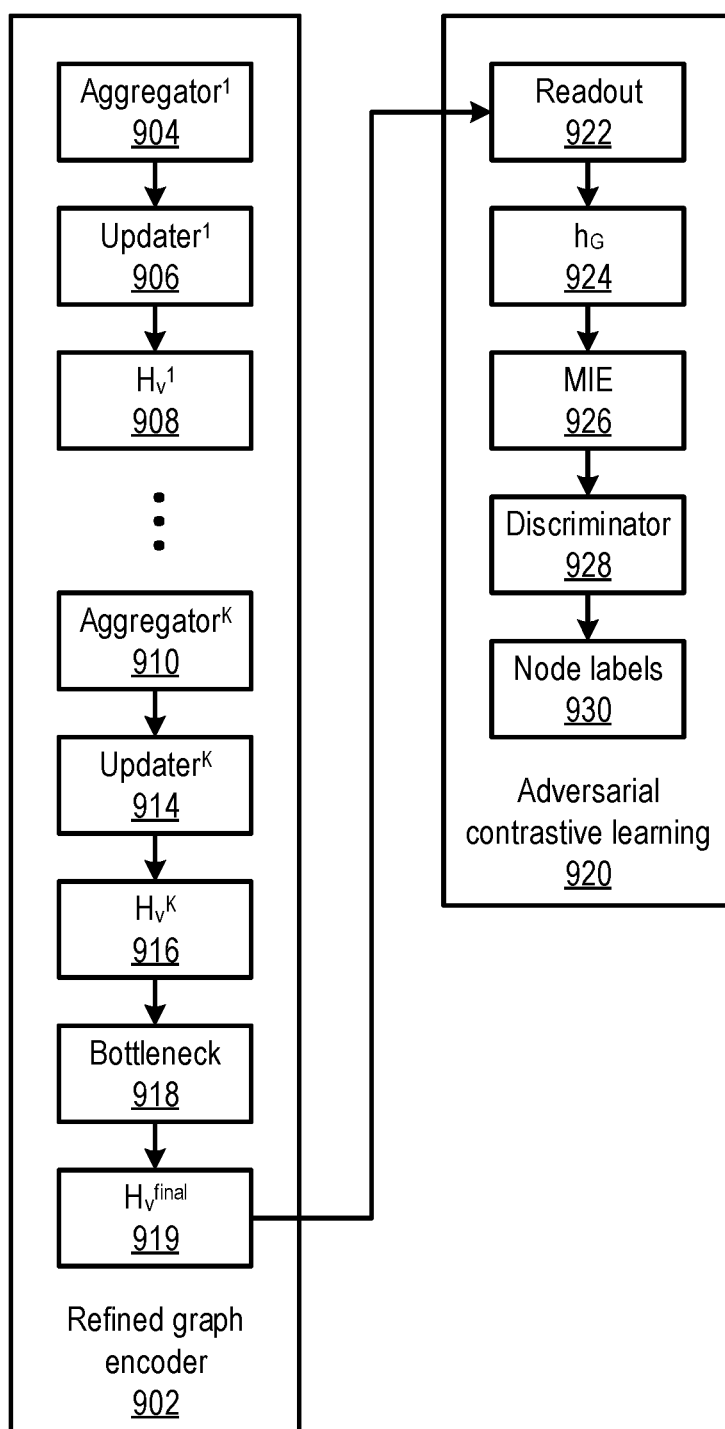 Aggregator¹
904
Updater¹
906
Hᵥ¹
908
Aggregatorᴷ
910
Updaterᴷ
914
Hᵥᴷ
916
Bottleneck
918
Hᵥᶠⁱⁿᵃˡ
919
Refined graph
encoder
902
Readout
922
h_G
924
MIE
926
Discriminator
928
Node labels
930
Adversarial
contrastive learning
920